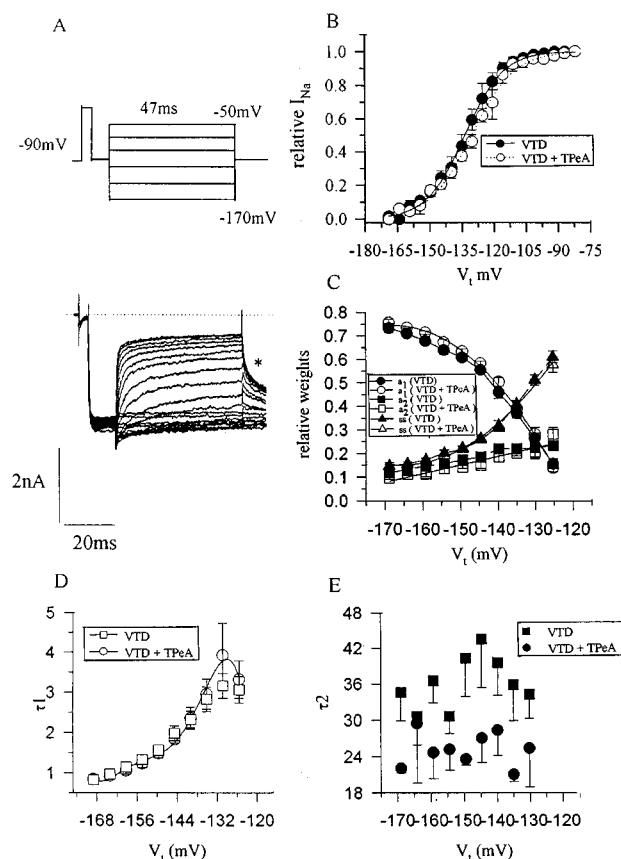 A
47ms
-50mV
-90mV
-170mV
*
2nA
20ms
B
relative I_Na
1.0
0.8
0.6
0.4
0.2
0.0
VTD
VTD + TPeA
-180 -165 -150 -135 -120 -105 -90 -75
V_t mV
C
relative weights
0.8
0.7
0.6
0.5
0.4
0.3
0.2
0.1
0.0
a1 (VTD)
a1 (VTD + TPeA)
a2 (VTD)
a2 (VTD + TPeA)
ss (VTD)
ss (VTD + TPeA)
-170 -160 -150 -140 -130 -120
V_t (mV)
D
τ1
5
4
3
2
1
VTD
VTD + TPeA
-168 -156 -144 -132 -120
V_t (mV)
E
τ2
48
42
36
30
24
18
VTD
VTD + TPeA
-170 -160 -150 -140 -130 -120
V_t (mV)